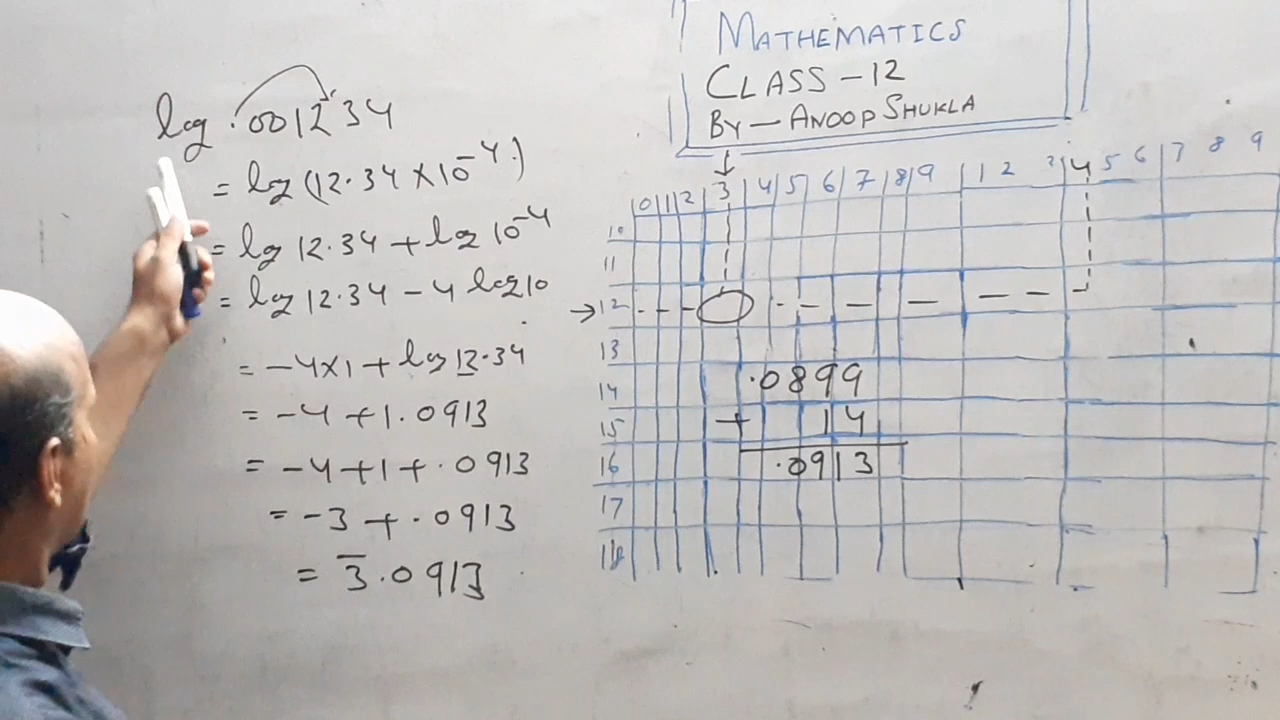 MATHEMATICS
CLASS - 12
BY - ANOOP SHUKLA
log .001234
= log (12.34 × 10⁻⁴)
= log 12.34 + log 10⁻⁴
= log 12.34 - 4 log 10
= -4×1 + log 12.34
= -4 + 1.0913
= -4 + 1 + .0913
= -3 + .0913
= 3̅.0913
0 1 2 3 4 5 6 7 8 9 1 2 3 4 5 6 7 8 9
10
11
12
13
14
15
16
17
18
.0899
+ 14
.0913